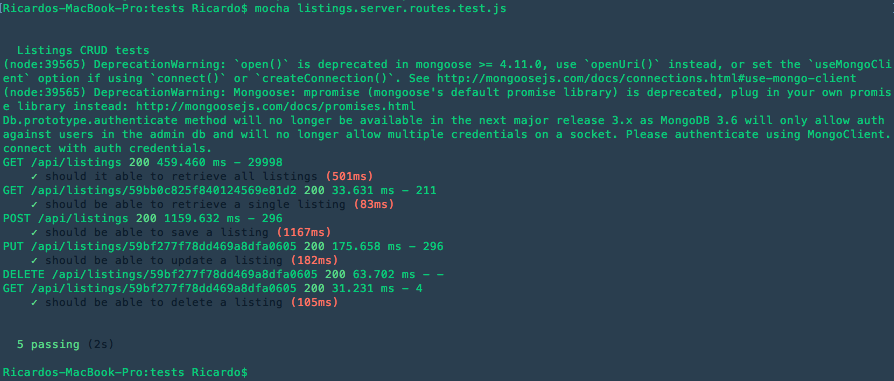 Ricardos-MacBook-Pro:tests Ricardo$ mocha listings.server.routes.test.js
Listings CRUD tests
(node:39565) DeprecationWarning: `open()` is deprecated in mongoose >= 4.11.0, use `openUri()` instead, or set the `useMongoCli
ent` option if using `connect()` or `createConnection()`. See http://mongoosejs.com/docs/connections.html#use-mongo-client
(node:39565) DeprecationWarning: Mongoose: mpromise (mongoose's default promise library) is deprecated, plug in your own promis
e library instead: http://mongoosejs.com/docs/promises.html
Db.prototype.authenticate method will no longer be available in the next major release 3.x as MongoDB 3.6 will only allow auth
against users in the admin db and will no longer allow multiple credentials on a socket. Please authenticate using MongoClient.
connect with auth credentials.
GET /api/listings 200 459.460 ms - 29998
✓ should it able to retrieve all listings (501ms)
GET /api/listings/59bb0c825f840124569e81d2 200 33.631 ms - 211
✓ should be able to retrieve a single listing (83ms)
POST /api/listings 200 1159.632 ms - 296
✓ should be able to save a listing (1167ms)
PUT /api/listings/59bf277f78dd469a8dfa0605 200 175.658 ms - 296
✓ should be able to update a listing (182ms)
DELETE /api/listings/59bf277f78dd469a8dfa0605 200 63.702 ms - -
GET /api/listings/59bf277f78dd469a8dfa0605 200 31.231 ms - 4
✓ should be able to delete a listing (105ms)
5 passing (2s)
Ricardos-MacBook-Pro:tests Ricardo$